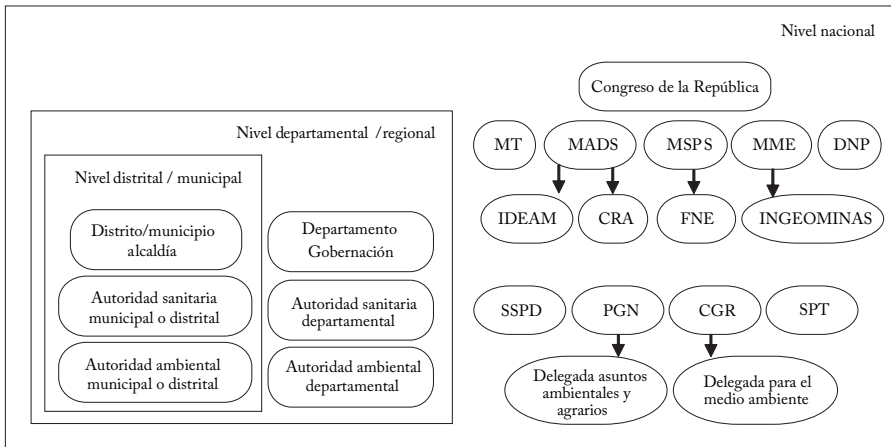 Nivel nacional
Congreso de la República
Nivel departamental /regional
MT
MADS
MSPS
MME
DNP
Nivel distrital / municipal
IDEAM
CRA
FNE
INGEOMINAS
Distrito/municipio
alcaldía
Departamento
Gobernación
Autoridad sanitaria
municipal o distrital
Autoridad sanitaria
departamental
SSPD
PGN
CGR
SPT
Autoridad ambiental
municipal o distrital
Autoridad ambiental
departamental
Delegada asuntos
ambientales y
agrarios
Delegada para el
medio ambiente